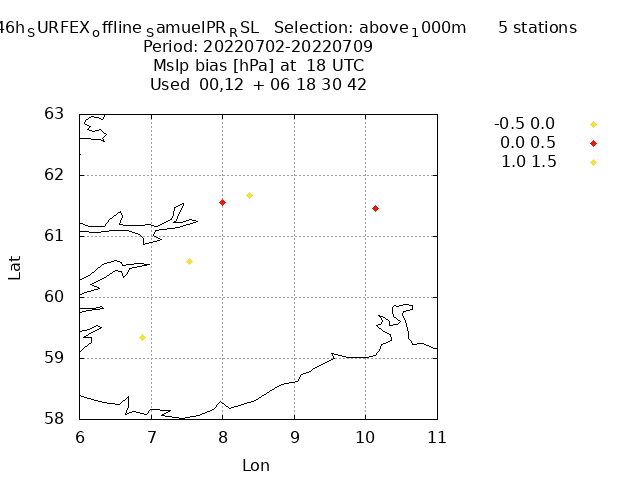 46h_SURFEX_offline_SamuelPR_RSL   Selection: above_1000m      5 stations
Period: 20220702-20220709
Mslp bias [hPa] at  18 UTC
Used 00,12 + 06 18 30 42
-0.5 0.0
0.0 0.5
1.0 1.5
63
62
61
60
59
58
Lat
6 7 8 9 10 11
Lon